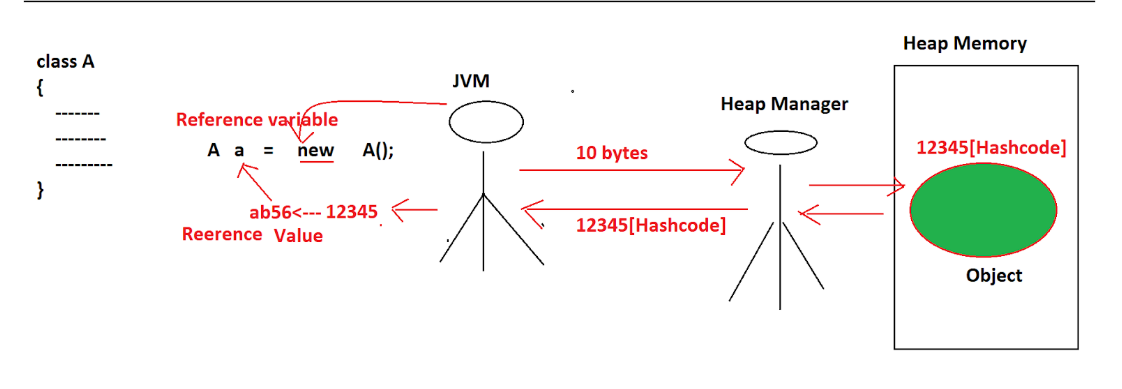 class A
{
-------
--------
---------
}
Reference variable
A a = new A();
ab56<--- 12345
Reerence Value
JVM
10 bytes
12345[Hashcode]
Heap Manager
Heap Memory
12345[Hashcode]
Object